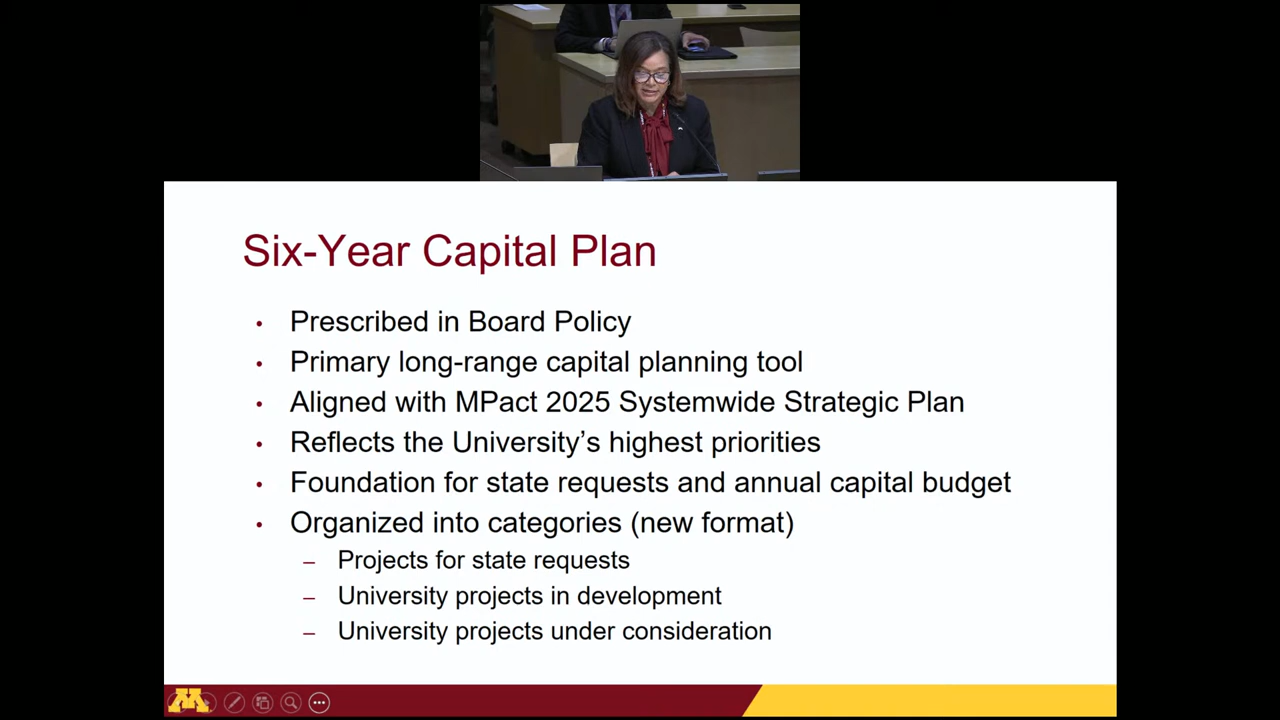 Six-Year Capital Plan
• Prescribed in Board Policy
• Primary long-range capital planning tool
• Aligned with MPact 2025 Systemwide Strategic Plan
• Reflects the University’s highest priorities
• Foundation for state requests and annual capital budget
• Organized into categories (new format)
– Projects for state requests
– University projects in development
– University projects under consideration
M